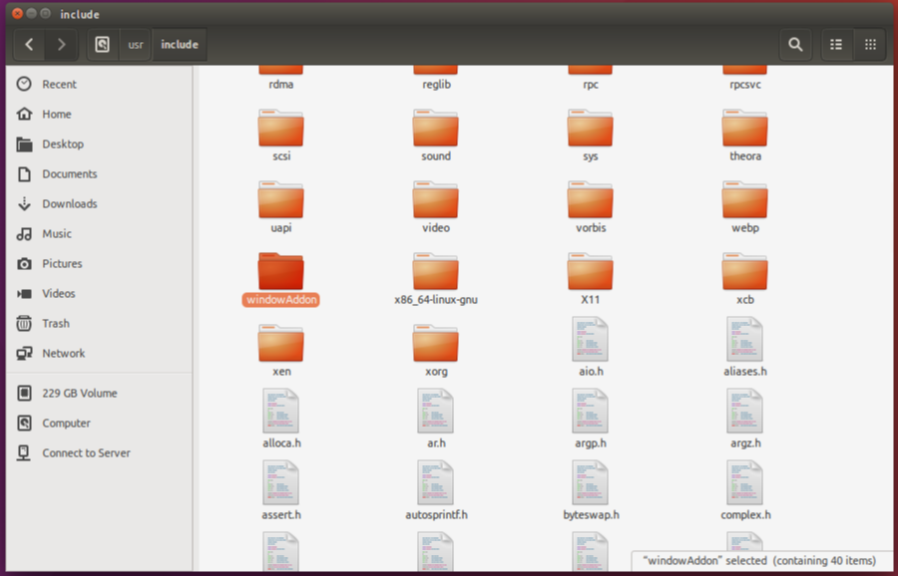 include
usr
include
Recent
Home
Desktop
Documents
Downloads
Music
Pictures
Videos
Trash
Network
229 GB Volume
Computer
Connect to Server
rdma reglib rpc rpcsvc
scsi sound sys theora
uapi video vorbis webp
windowAddon x86_64-linux-gnu X11 xcb
xen xorg aio.h aliases.h
alloca.h ar.h argp.h argz.h
assert.h autosprintf.h byteswap.h complex.h
"windowAddon" selected (containing 40 items)